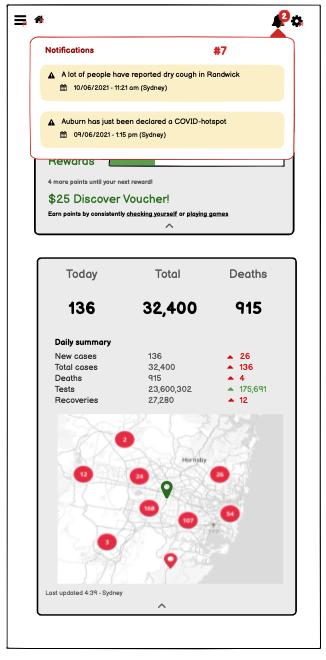 2
Notifications #7
A lot of people have reported dry cough in Randwick
10/06/2021 - 11:21 am (Sydney)
Auburn has just been declared a COVID-hotspot
09/06/2021 - 1:15 pm (Sydney)
Rewards
4 more points until your next reward!
$25 Discover Voucher!
Earn points by consistently checking yourself or playing games
Today Total Deaths
136 32,400 915
Daily summary
New cases 136 26
Total cases 32,400 136
Deaths 915 4
Tests 23,600,302 175,691
Recoveries 27,280 12
2
Hornsby
12
24
26
168
107
54
3
Last updated 4:39 - Sydney